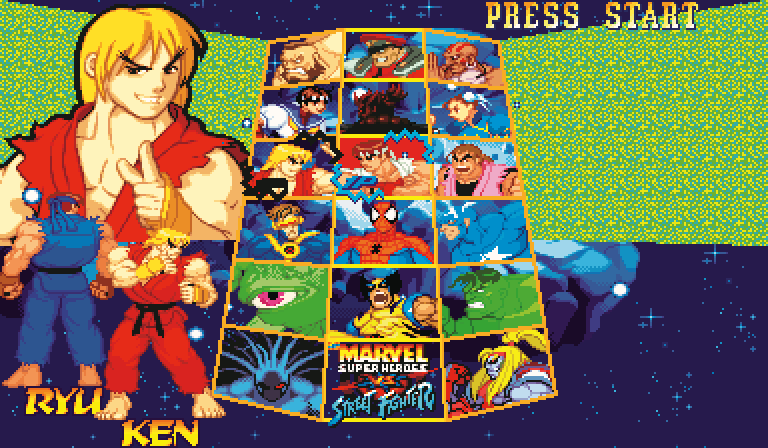 PRESS START
MARVEL
SUPER HEROES
VS.
STREET FIGHTER
RYU
KEN